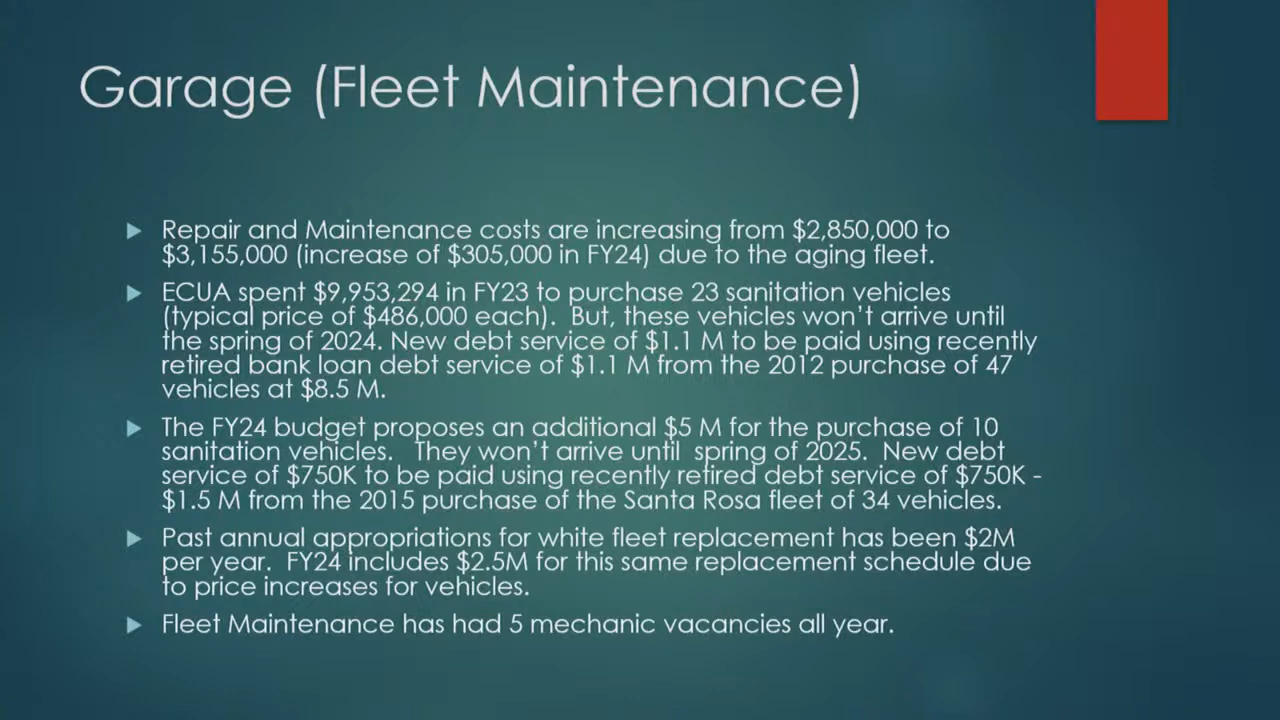 Garage (Fleet Maintenance)
Repair and Maintenance costs are increasing from $2,850,000 to
$3,155,000 (increase of $305,000 in FY24) due to the aging fleet.
ECUA spent $9,953,294 in FY23 to purchase 23 sanitation vehicles
(typical price of $486,000 each).  But, these vehicles won't arrive until
the spring of 2024. New debt service of $1.1 M to be paid using recently
retired bank loan debt service of $1.1 M from the 2012 purchase of 47
vehicles at $8.5 M.
The FY24 budget proposes an additional $5 M for the purchase of 10
sanitation vehicles.   They won't arrive until  spring of 2025.  New debt
service of $750K to be paid using recently retired debt service of $750K -
$1.5 M from the 2015 purchase of the Santa Rosa fleet of 34 vehicles.
Past annual appropriations for white fleet replacement has been $2M
per year.  FY24 includes $2.5M for this same replacement schedule due
to price increases for vehicles.
Fleet Maintenance has had 5 mechanic vacancies all year.